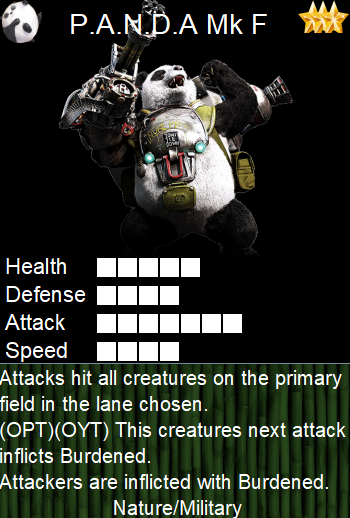 P.A.N.D.A Mk F
Health
Defense
Attack
Speed
Attacks hit all creatures on the primary
field in the lane chosen.
(OPT)(OYT) This creatures next attack
inflicts Burdened.
Attackers are inflicted with Burdened.
Nature/Military